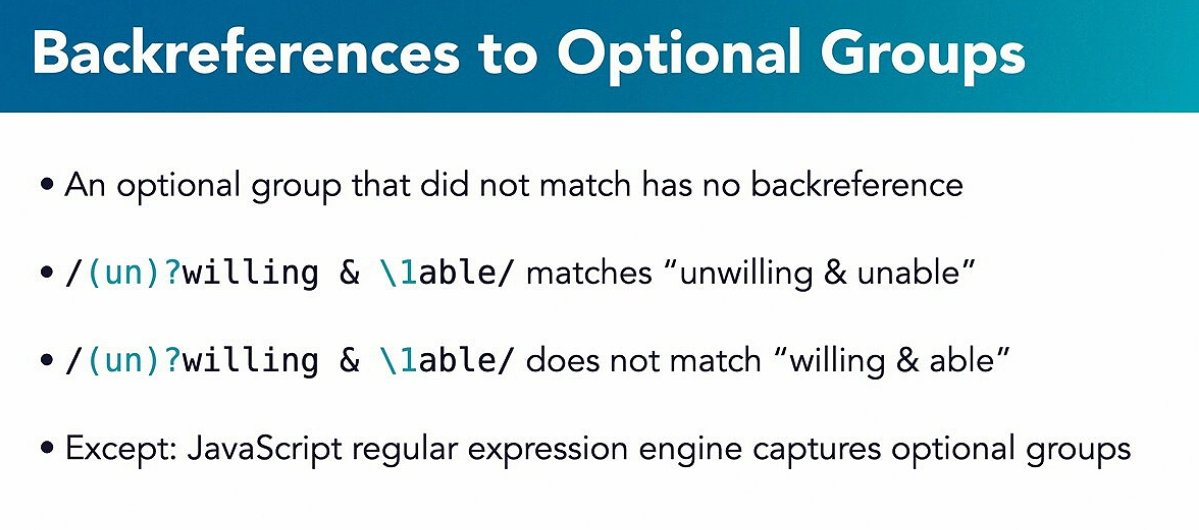 Backreferences to Optional Groups
• An optional group that did not match has no backreference
• /(un)?willing & \1able/ matches “unwilling & unable”
• /(un)?willing & \1able/ does not match “willing & able”
• Except: JavaScript regular expression engine captures optional groups